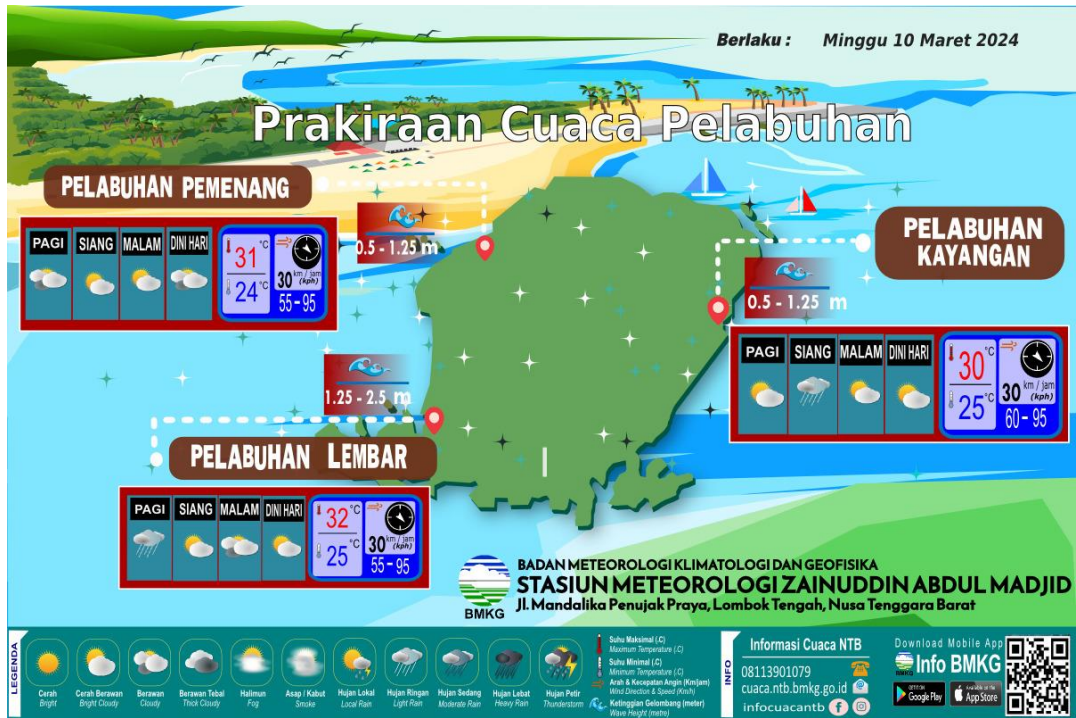 Berlaku : Minggu 10 Maret 2024
Prakiraan Cuaca Pelabuhan
PELABUHAN PEMENANG
0.5 - 1.25 m
PAGI SIANG MALAM DINI HARI
31 °C
24 °C
30 km / jam (kph)
55 - 95
PELABUHAN
KAYANGAN
0.5 - 1.25 m
PAGI SIANG MALAM DINI HARI
30 °C
25 °C
30 km / jam (kph)
60 - 95
1.25 - 2.5 m
PELABUHAN LEMBAR
PAGI SIANG MALAM DINI HARI
32 °C
25 °C
30 km / jam (kph)
55 - 95
BMKG
BADAN METEOROLOGI KLIMATOLOGI DAN GEOFISIKA
STASIUN METEOROLOGI ZAINUDDIN ABDUL MADJID
Jl. Mandalika Penujak Praya, Lombok Tengah, Nusa Tenggara Barat
LEGENDA
Cerah
Bright
Cerah Berawan
Bright Cloudy
Berawan
Cloudy
Berawan Tebal
Thick Cloudy
Halimun
Fog
Asap / Kabut
Smoke
Hujan Lokal
Local Rain
Hujan Ringan
Light Rain
Hujan Sedang
Moderate Rain
Hujan Lebat
Heavy Rain
Hujan Petir
Thunderstorm
Suhu Maksimal (.C)
Maximum Temperature (.C)
Suhu Minimal (.C)
Minimum Temperature (.C)
Arah & Kecepatan Angin (Km/jam)
Wind Direction & Speed (Km/h)
Ketinggian Gelombang (meter)
Wave Height (metre)
INFO
Informasi Cuaca NTB
08113901079
cuaca.ntb.bmkg.go.id
infocuacantb
Download Mobile App
Info BMKG
GET IT ON
Google Play
Available on the
App Store